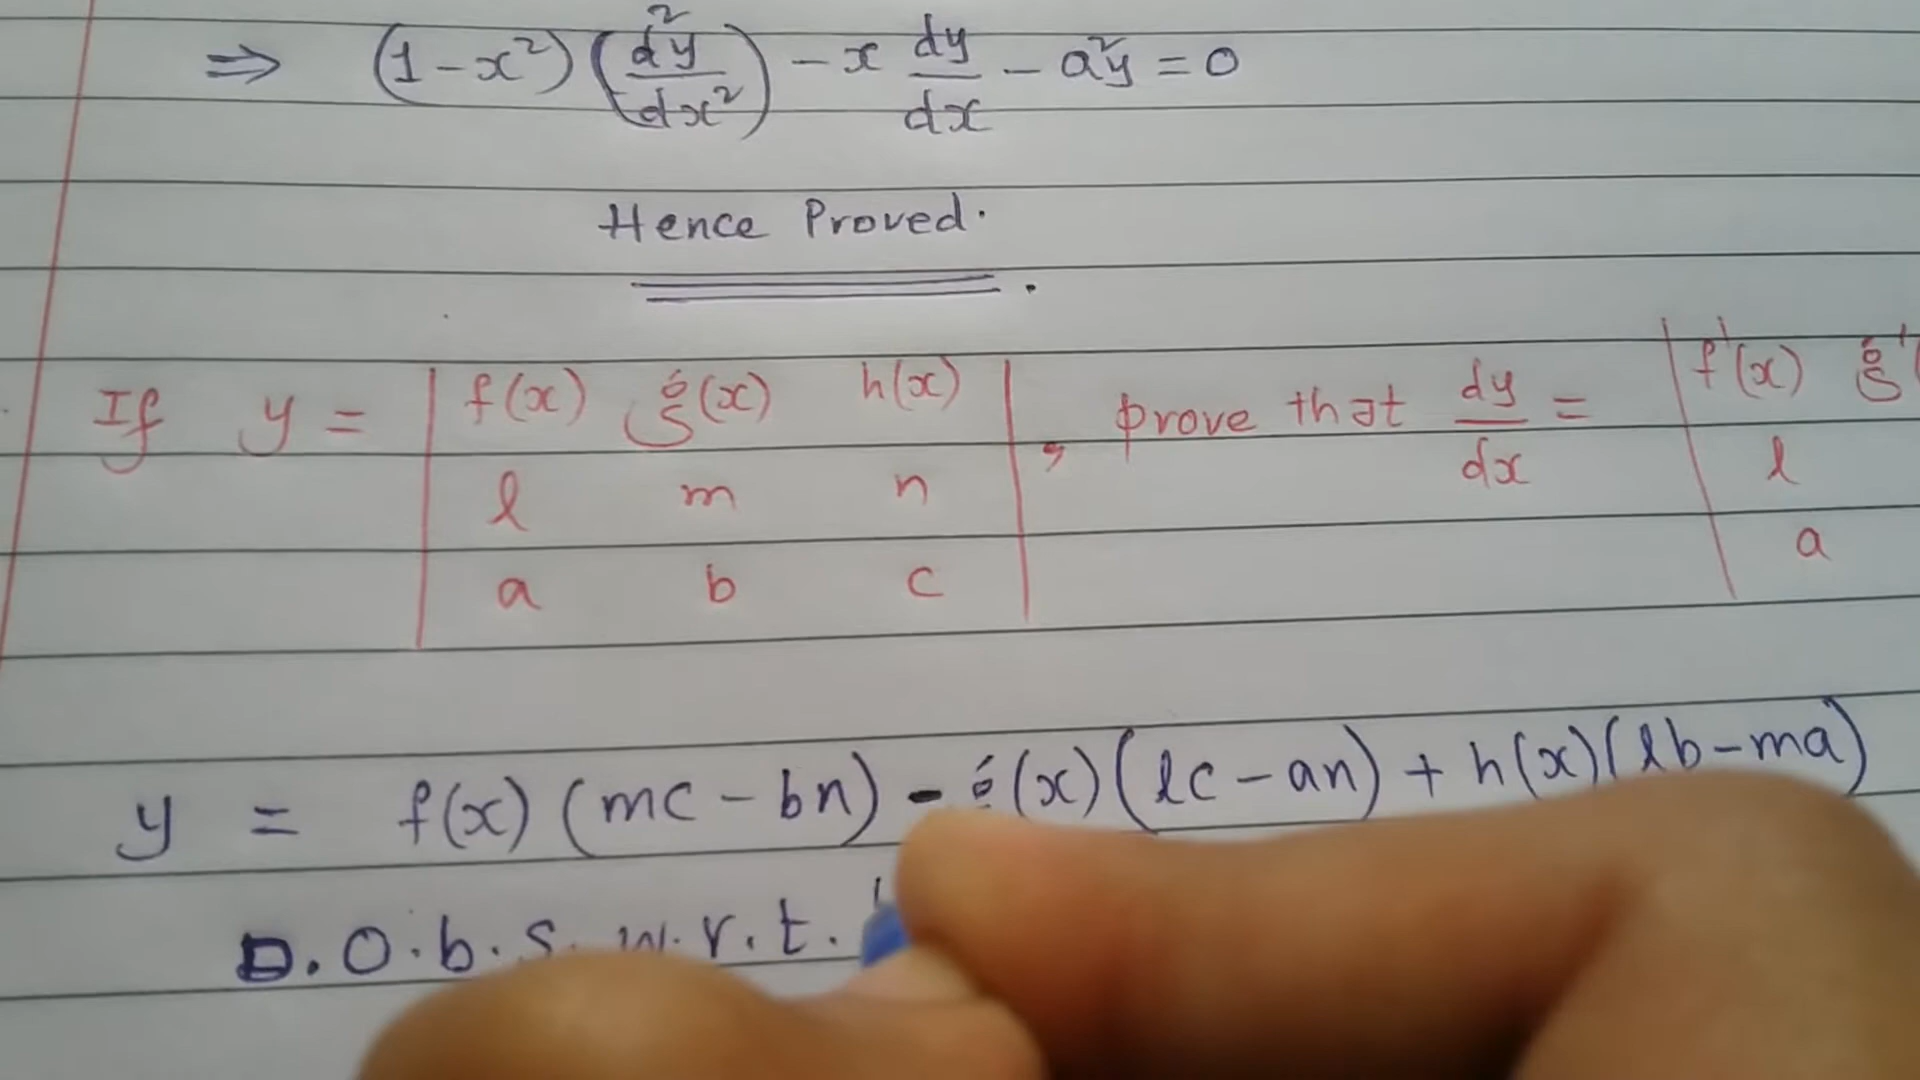 ⇒ (1-x²) (d²y/dx²) - x dy/dx - a²y = 0
Hence Proved.
If y = | f(x) g(x) h(x) | , prove that dy/dx = | f'(x) g'(
l m n l
a b c a
y = f(x) (mc - bn) - g(x) (lc - an) + h(x) (lb - ma)
D.O.b.s. w.r.t.